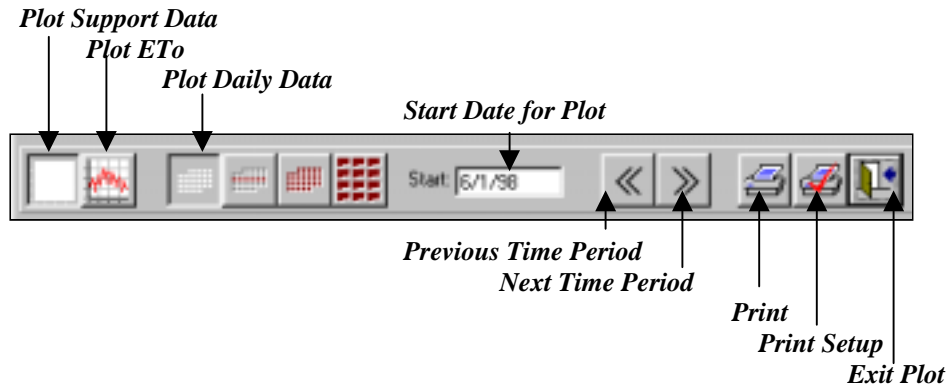 Plot Support Data
Plot ETo
Plot Daily Data
Start Date for Plot
Start: 6/1/98
Previous Time Period
Next Time Period
Print
Print Setup
Exit Plot